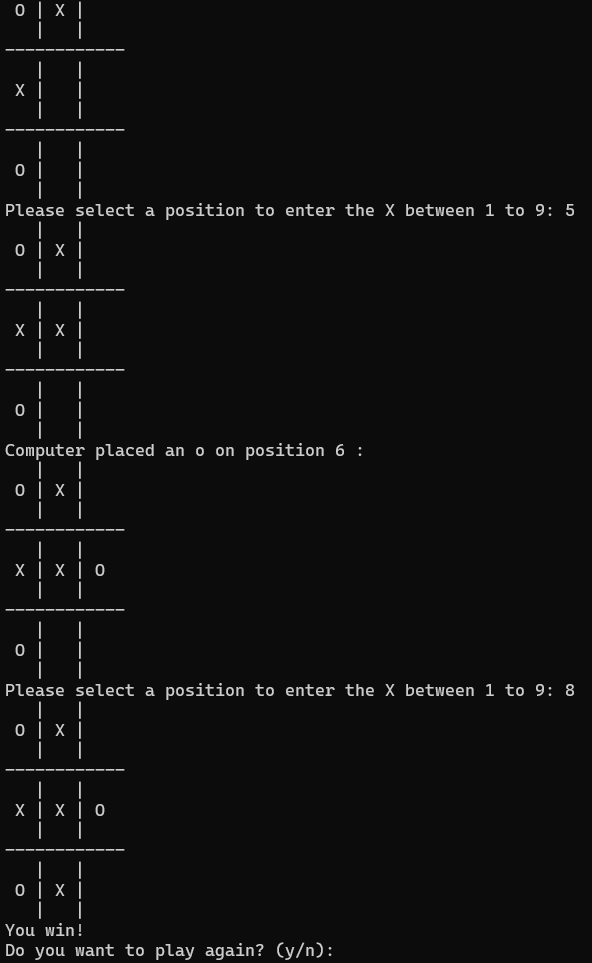 O | X |
   |   |
------------
   |   |
 X |   |
   |   |
------------
   |   |
 O |   |
   |   |
Please select a position to enter the X between 1 to 9: 5
   |   |
 O | X |
   |   |
------------
   |   |
 X | X |
   |   |
------------
   |   |
 O |   |
   |   |
Computer placed an o on position 6 :
   |   |
 O | X |
   |   |
------------
   |   |
 X | X | O
   |   |
------------
   |   |
 O |   |
   |   |
Please select a position to enter the X between 1 to 9: 8
   |   |
 O | X |
   |   |
------------
   |   |
 X | X | O
   |   |
------------
   |   |
 O | X |
   |   |
You win!
Do you want to play again? (y/n):